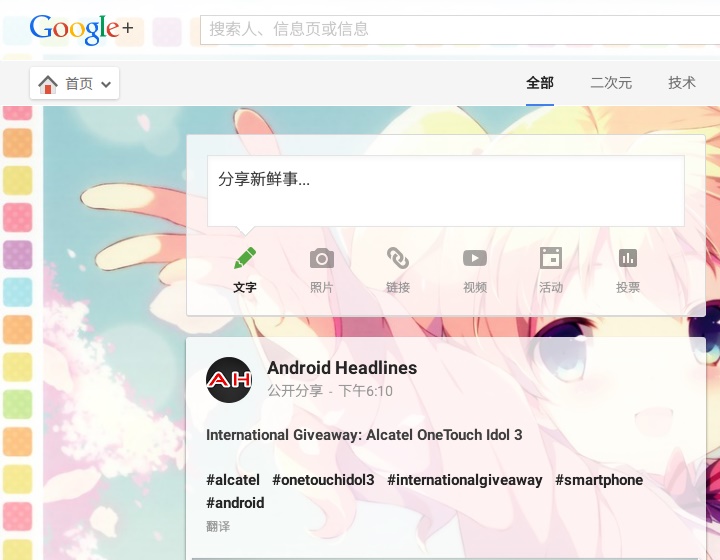 Google+
搜索人、信息页或信息
首页
全部 二次元 技术
分享新鲜事...
文字 照片 链接 视频 活动 投票
AH
Android Headlines
公开分享 - 下午6:10
International Giveaway: Alcatel OneTouch Idol 3
#alcatel #onetouchidol3 #internationalgiveaway #smartphone
#android
翻译